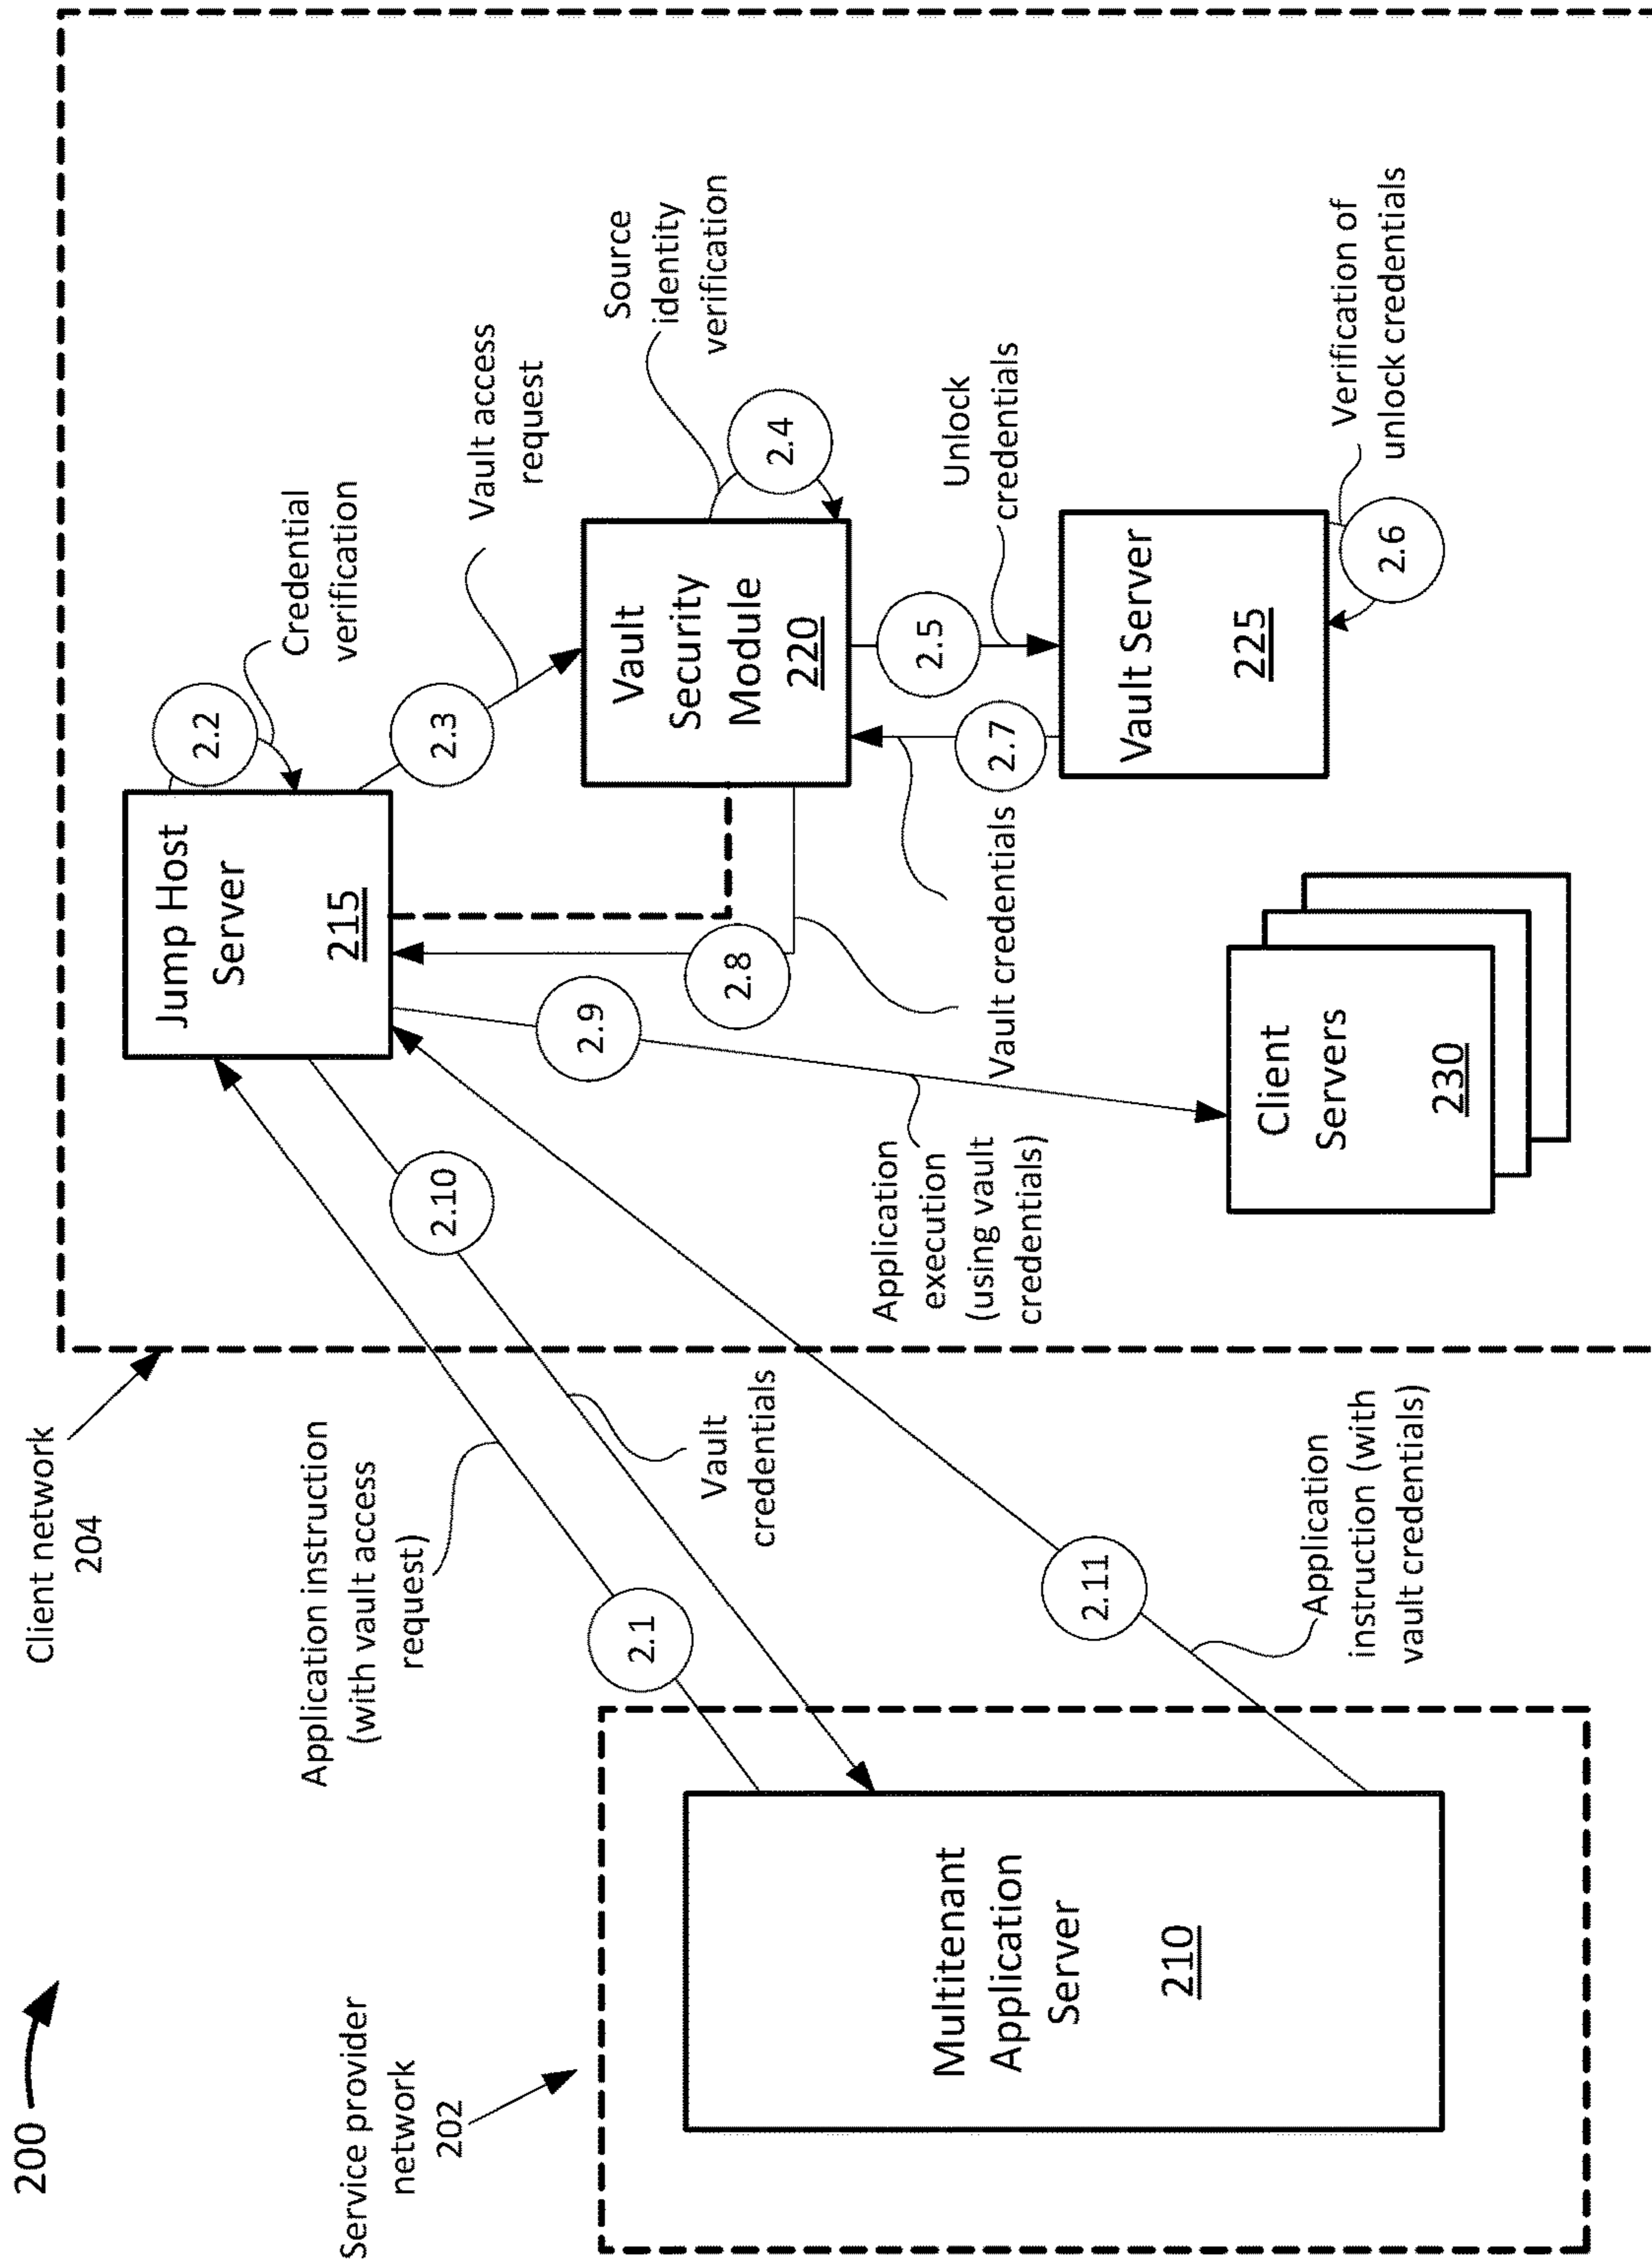 200
Service provider
network
202
Client network
204
Application instruction
(with vault access
request)
2.1
2.10
Vault
credentials
2.11
Application
instruction (with
vault credentials)
Multitenant
Application
Server
210
Jump Host
Server
215
2.2
Credential
verification
2.3
Vault access
request
Vault
Security
Module
220
Source
identity
verification
2.4
2.5
Unlock
credentials
2.7
2.8
Vault credentials
2.9
Application
execution
(using vault
credentials)
Vault Server
225
2.6
Verification of
unlock credentials
Client
Servers
230